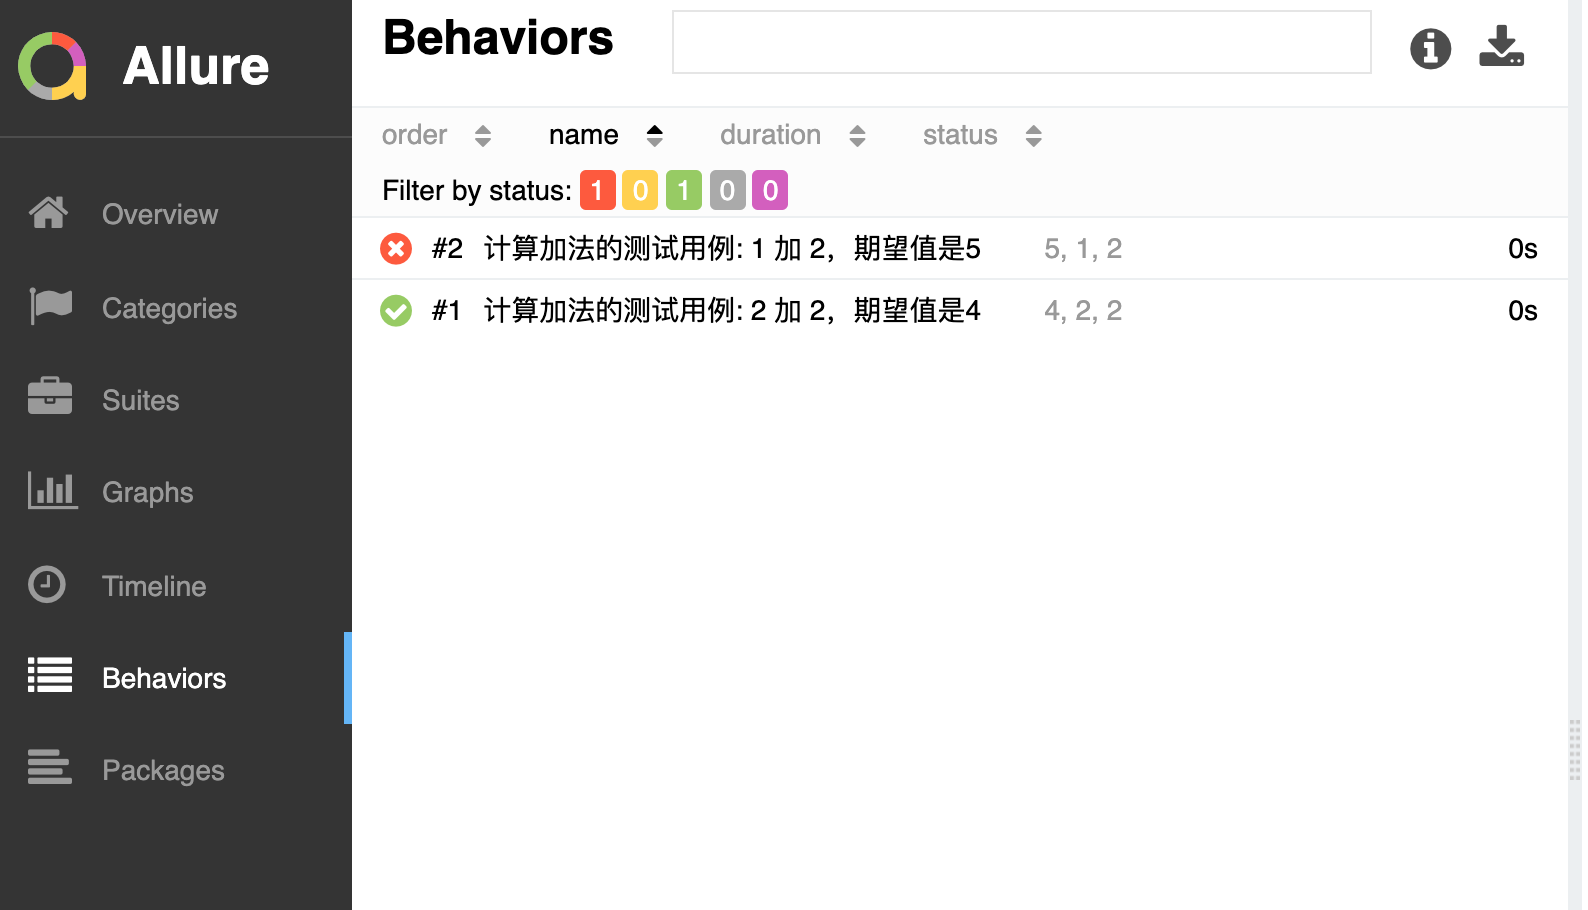 Allure
Overview
Categories
Suites
Graphs
Timeline
Behaviors
Packages
Behaviors
order name duration status
Filter by status: 1 0 1 0 0
#2 计算加法的测试用例: 1 加 2，期望值是5 5, 1, 2 0s
#1 计算加法的测试用例: 2 加 2，期望值是4 4, 2, 2 0s